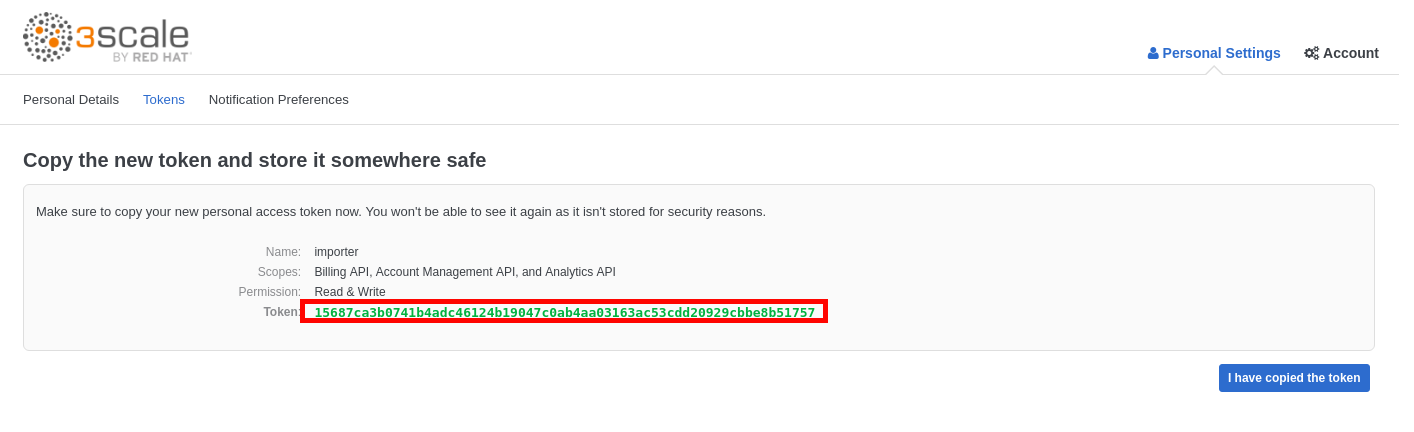 3scale
BY RED HAT
Personal Settings Account
Personal Details Tokens Notification Preferences
Copy the new token and store it somewhere safe
Make sure to copy your new personal access token now. You won't be able to see it again as it isn't stored for security reasons.
Name: importer
Scopes: Billing API, Account Management API, and Analytics API
Permission: Read & Write
Token: 15687ca3b0741b4adc46124b19047c0ab4aa03163ac53cdd20929cbbe8b51757
I have copied the token